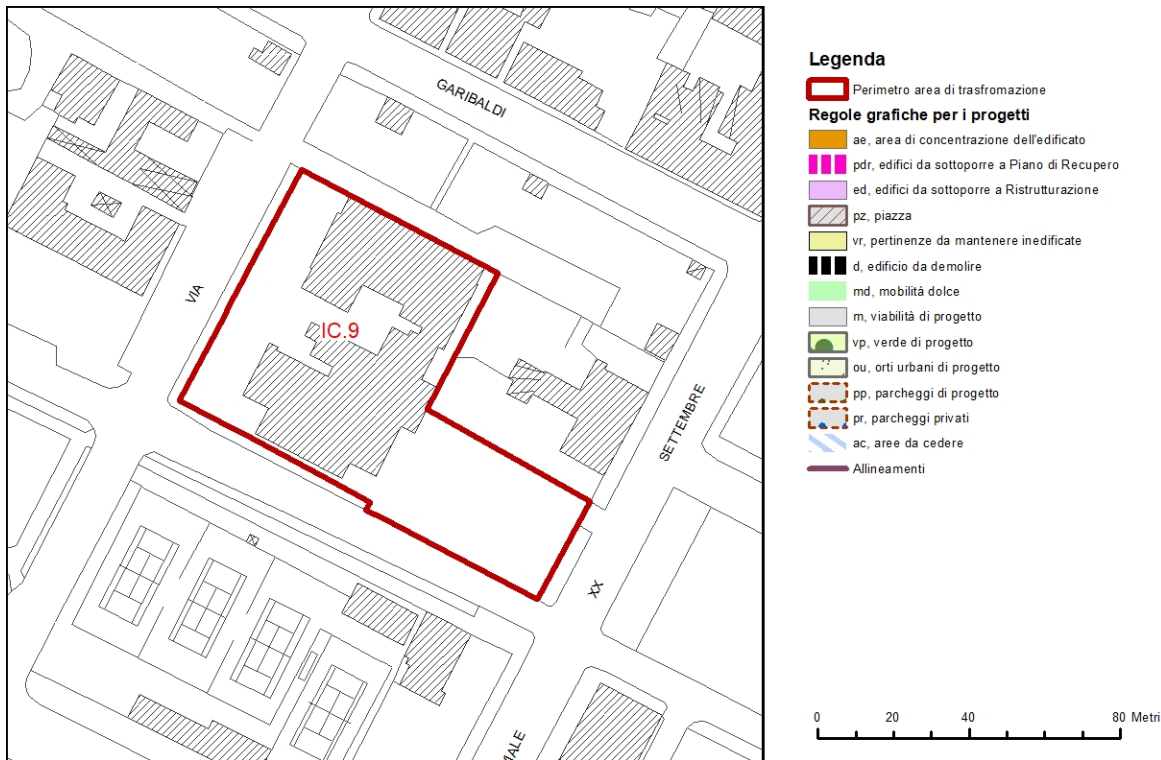 GARIBALDI
VIA
IC.9
SETTEMBRE
XX
MALE
Legenda
Perimetro area di trasfromazione
Regole grafiche per i progetti
ae, area di concentrazione dell'edificato
pdr, edifici da sottoporre a Piano di Recupero
ed, edifici da sottoporre a Ristrutturazione
pz, piazza
vr, pertinenze da mantenere inedificate
d, edificio da demolire
md, mobilità dolce
m, viabilità di progetto
vp, verde di progetto
ou, orti urbani di progetto
pp, parcheggi di progetto
pr, parcheggi privati
ac, aree da cedere
Allineamenti
0 20 40 80 Metri